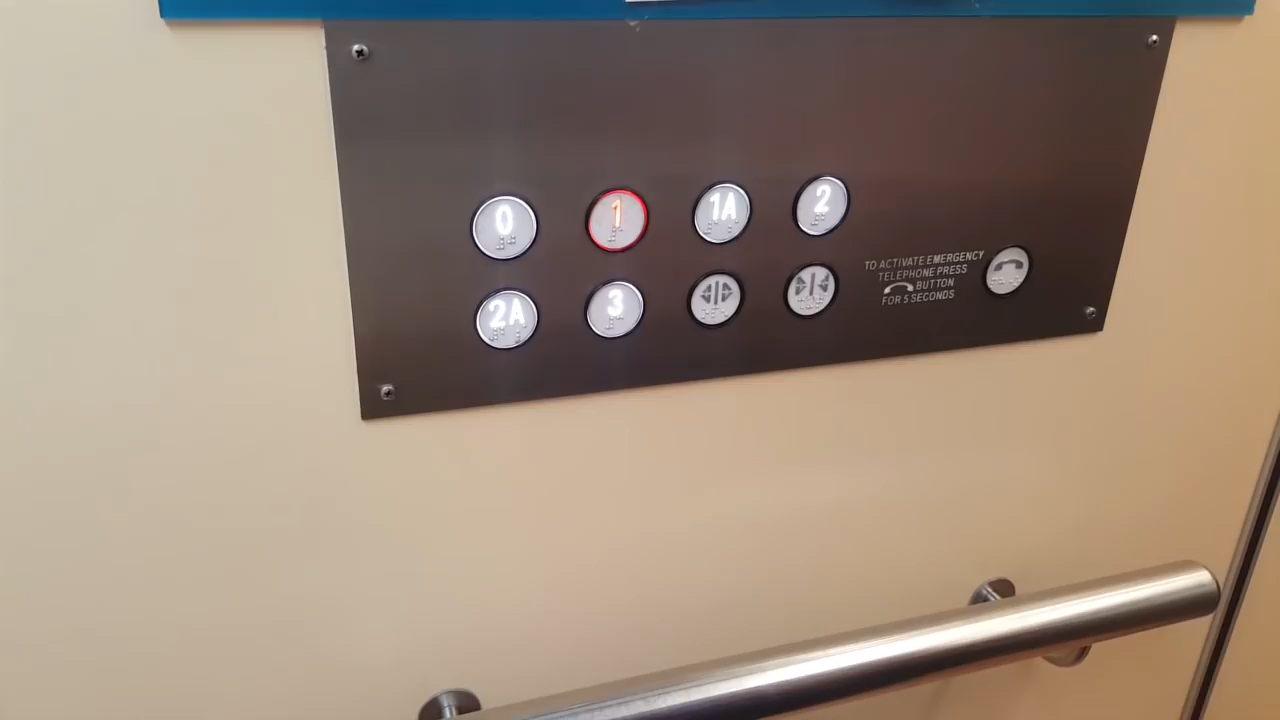 0 1 1A 2
2A 3
TO ACTIVATE EMERGENCY
TELEPHONE PRESS
BUTTON
FOR 5 SECONDS